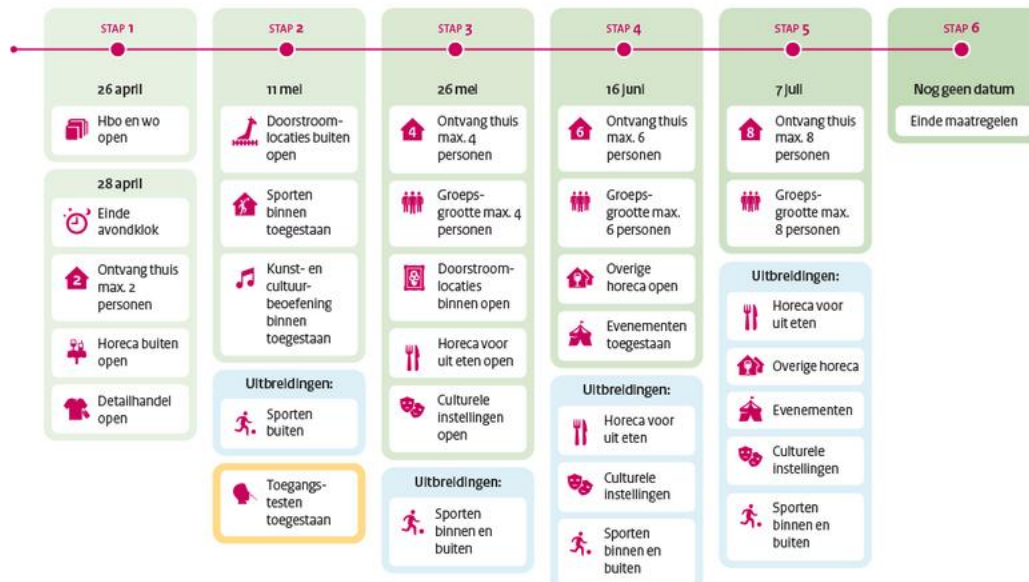 STAP 1
26 april
Hbo en wo
open
28 april
Einde
avondklok
2
Ontvang thuis
max. 2
personen
Horeca buiten
open
Detailhandel
open
STAP 2
11 mei
Doorstroom-
locaties buiten
open
Sporten
binnen
toegestaan
Kunst- en
cultuur-
beoefening
binnen
toegestaan
Uitbreidingen:
Sporten
buiten
Toegangs-
testen
toegestaan
STAP 3
26 mei
4
Ontvang thuis
max. 4
personen
Groeps-
grootte max. 4
personen
Doorstroom-
locaties
binnen open
Horeca voor
uit eten open
Culturele
instellingen
open
Uitbreidingen:
Sporten
binnen en
buiten
STAP 4
16 juni
6
Ontvang thuis
max. 6
personen
Groeps-
grootte max.
6 personen
Overige
horeca open
Evenementen
toegestaan
Uitbreidingen:
Horeca voor
uit eten
Culturele
instellingen
Sporten
binnen en
buiten
STAP 5
7 juli
8
Ontvang thuis
max. 8
personen
Groeps-
grootte max.
8 personen
Uitbreidingen:
Horeca voor
uit eten
Overige horeca
Evenementen
Culturele
instellingen
Sporten
binnen en
buiten
STAP 6
Nog geen datum
Einde maatregelen